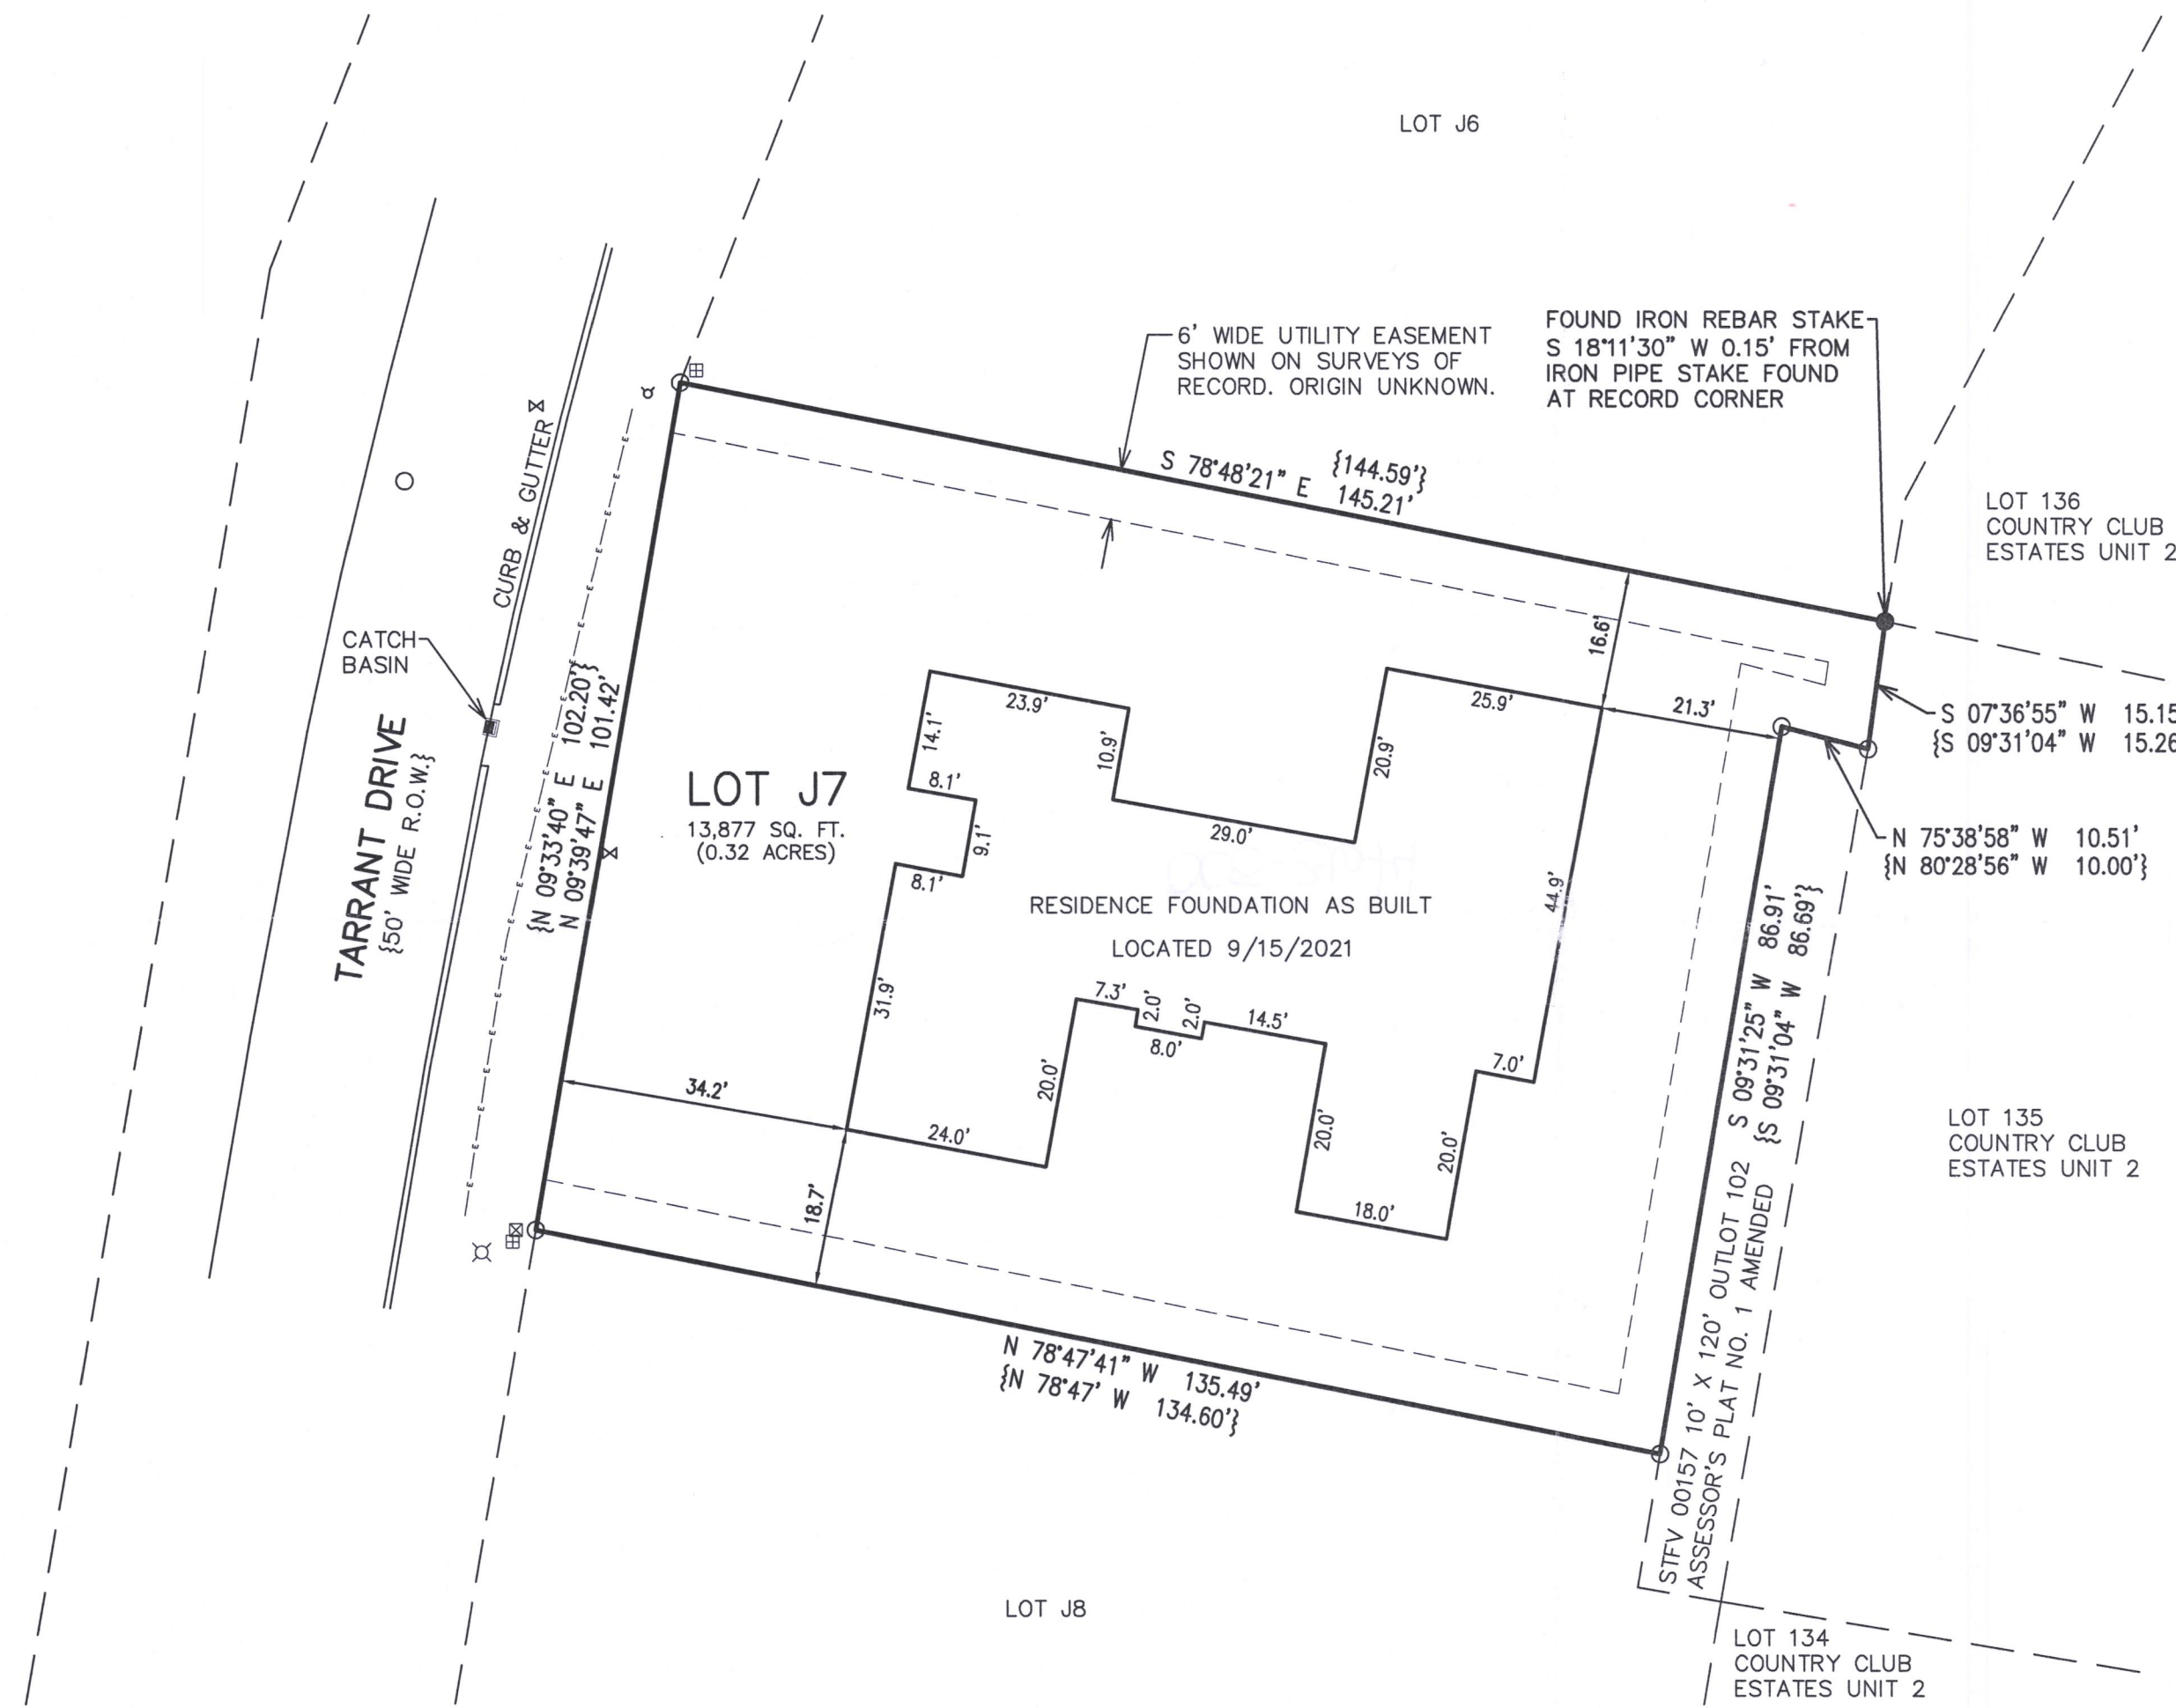 LOT J6
6' WIDE UTILITY EASEMENT
SHOWN ON SURVEYS OF
RECORD. ORIGIN UNKNOWN.
FOUND IRON REBAR STAKE
S 18°11'30" W 0.15' FROM
IRON PIPE STAKE FOUND
AT RECORD CORNER
S 78°48'21" E {144.59'}
145.21'
LOT 136
COUNTRY CLUB
ESTATES UNIT 2
CURB & GUTTER
CATCH
BASIN
TARRANT DRIVE
{50' WIDE R.O.W.}
{N 09°33'40" E 102.20'}
N 09°39'47" E 101.42'
E E E E E E E E E E E E E E E E E
LOT J7
13,877 SQ. FT.
(0.32 ACRES)
16.6'
23.9'
25.9'
21.3'
14.1'
10.9'
20.9'
8.1'
9.1'
29.0'
8.1'
S 07°36'55" W 15.15
{S 09°31'04" W 15.26
N 75°38'58" W 10.51'
{N 80°28'56" W 10.00'}
RESIDENCE FOUNDATION AS BUILT
LOCATED 9/15/2021
44.9'
31.9'
7.3'
2.0'
2.0'
14.5'
8.0'
20.0'
7.0'
34.2'
24.0'
20.0'
20.0'
18.0'
18.7'
S 09°31'25" W 86.91'
{S 09°31'04" W 86.69'}
STFV 00157 10' X 120' OUTLOT 102
ASSESSOR'S PLAT NO. 1 AMENDED
LOT 135
COUNTRY CLUB
ESTATES UNIT 2
N 78°47'41" W 135.49'
{N 78°47' W 134.60'}
LOT J8
LOT 134
COUNTRY CLUB
ESTATES UNIT 2